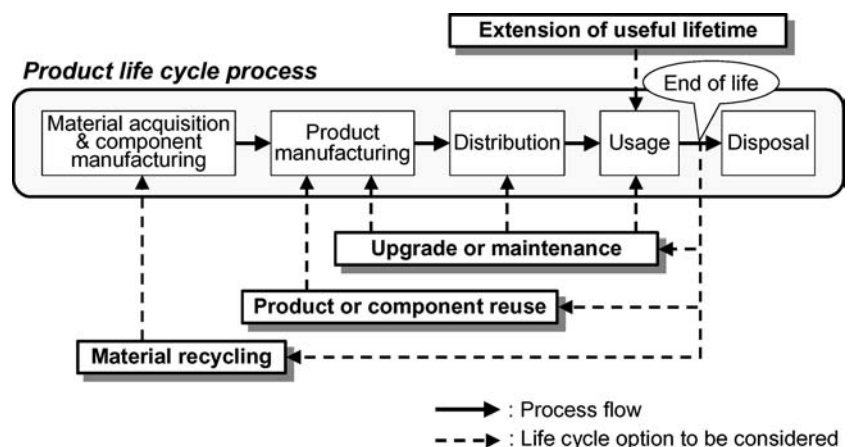 Extension of useful lifetime
Product life cycle process
End of life
Material acquisition
& component
manufacturing
Product
manufacturing
Distribution
Usage
Disposal
Upgrade or maintenance
Product or component reuse
Material recycling
: Process flow
: Life cycle option to be considered